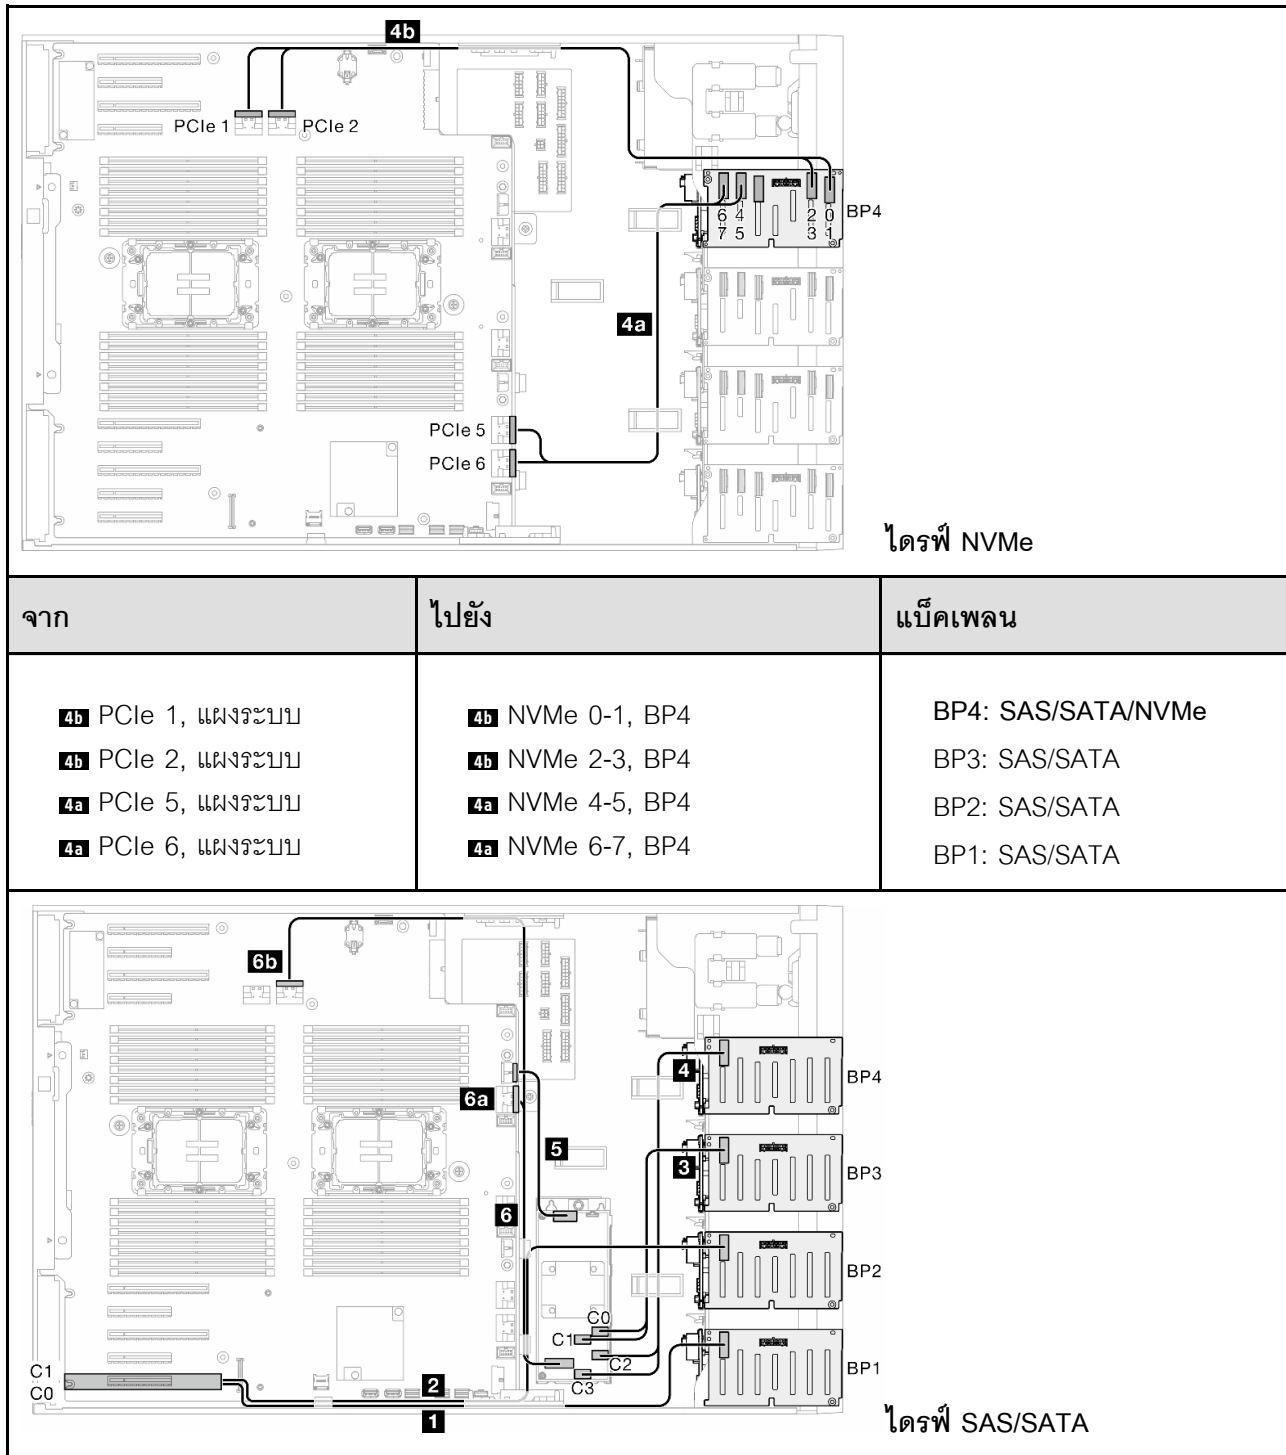 4b
PCIe 1
PCIe 2
6 4 2 0
7 5 3 1
BP4
4a
PCIe 5
PCIe 6
ไดรฟ์ NVMe
จาก
ไปยัง
แบ็คเพลน
4b PCIe 1, แผงระบบ
4b PCIe 2, แผงระบบ
4a PCIe 5, แผงระบบ
4a PCIe 6, แผงระบบ
4b NVMe 0-1, BP4
4b NVMe 2-3, BP4
4a NVMe 4-5, BP4
4a NVMe 6-7, BP4
BP4: SAS/SATA/NVMe
BP3: SAS/SATA
BP2: SAS/SATA
BP1: SAS/SATA
6b
4
BP4
6a
5
3
BP3
6
BP2
C0
C1
C2
C3
BP1
C1
C0
2
1
ไดรฟ์ SAS/SATA